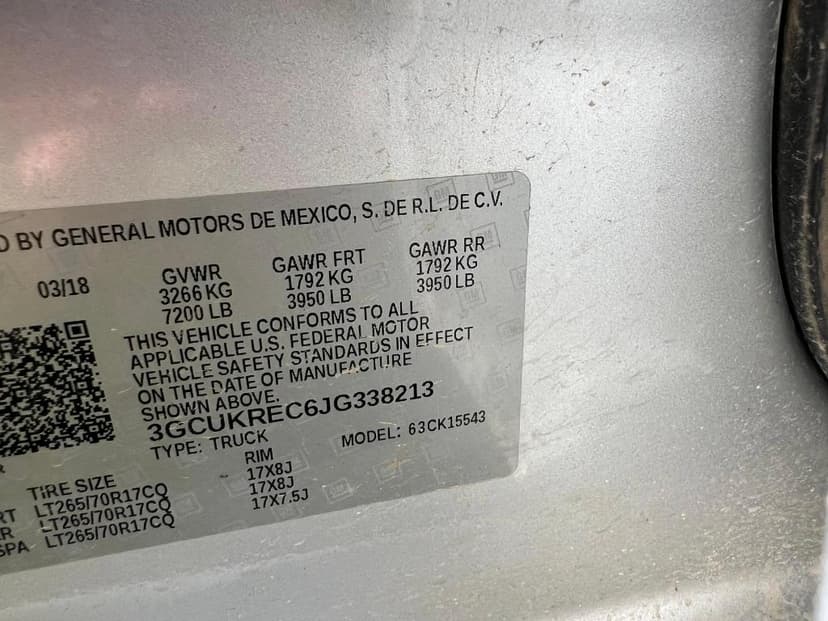 D BY GENERAL MOTORS DE MEXICO, S. DE R.L. DE C.V.
03/18 GVWR GAWR FRT GAWR RR
3266 KG 1792 KG 1792 KG
7200 LB 3950 LB 3950 LB
THIS VEHICLE CONFORMS TO ALL
APPLICABLE U.S. FEDERAL MOTOR
VEHICLE SAFETY STANDARDS IN EFFECT
ON THE DATE OF MANUFACTURE
SHOWN ABOVE.
3GCUKREC6JG338213
TYPE: TRUCK MODEL: 63CK15543
R
TIRE SIZE RIM
RT LT265/70R17CQ 17X8J
R LT265/70R17CQ 17X8J
SPA LT265/70R17CQ 17X7.5J